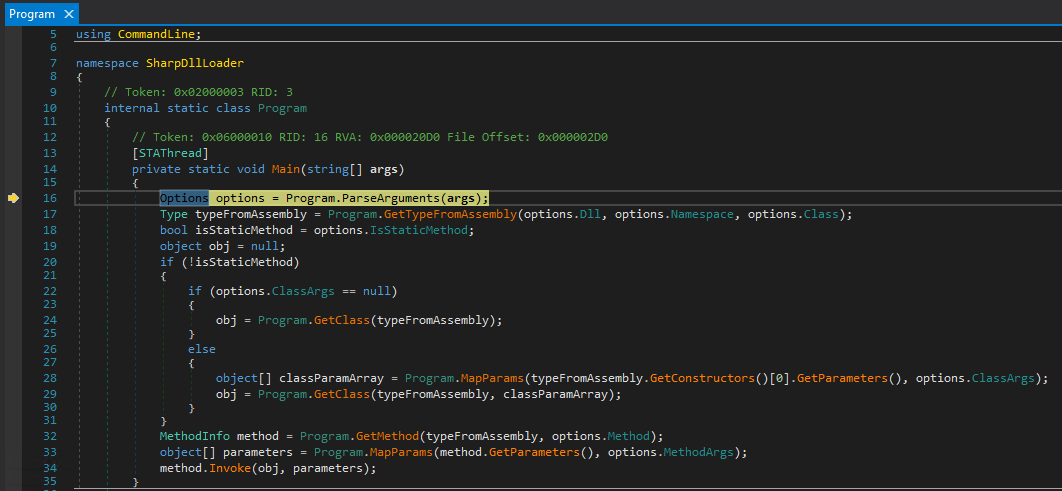 Program ✕
5 using CommandLine;
6
7 namespace SharpDllLoader
8 {
9 // Token: 0x02000003 RID: 3
10 internal static class Program
11 {
12 // Token: 0x06000010 RID: 16 RVA: 0x000020D0 File Offset: 0x000002D0
13 [STAThread]
14 private static void Main(string[] args)
15 {
16 Options options = Program.ParseArguments(args);
17 Type typeFromAssembly = Program.GetTypeFromAssembly(options.Dll, options.Namespace, options.Class);
18 bool isStaticMethod = options.IsStaticMethod;
19 object obj = null;
20 if (!isStaticMethod)
21 {
22 if (options.ClassArgs == null)
23 {
24 obj = Program.GetClass(typeFromAssembly);
25 }
26 else
27 {
28 object[] classParamArray = Program.MapParams(typeFromAssembly.GetConstructors()[0].GetParameters(), options.ClassArgs);
29 obj = Program.GetClass(typeFromAssembly, classParamArray);
30 }
31 }
32 MethodInfo method = Program.GetMethod(typeFromAssembly, options.Method);
33 object[] parameters = Program.MapParams(method.GetParameters(), options.MethodArgs);
34 method.Invoke(obj, parameters);
35 }